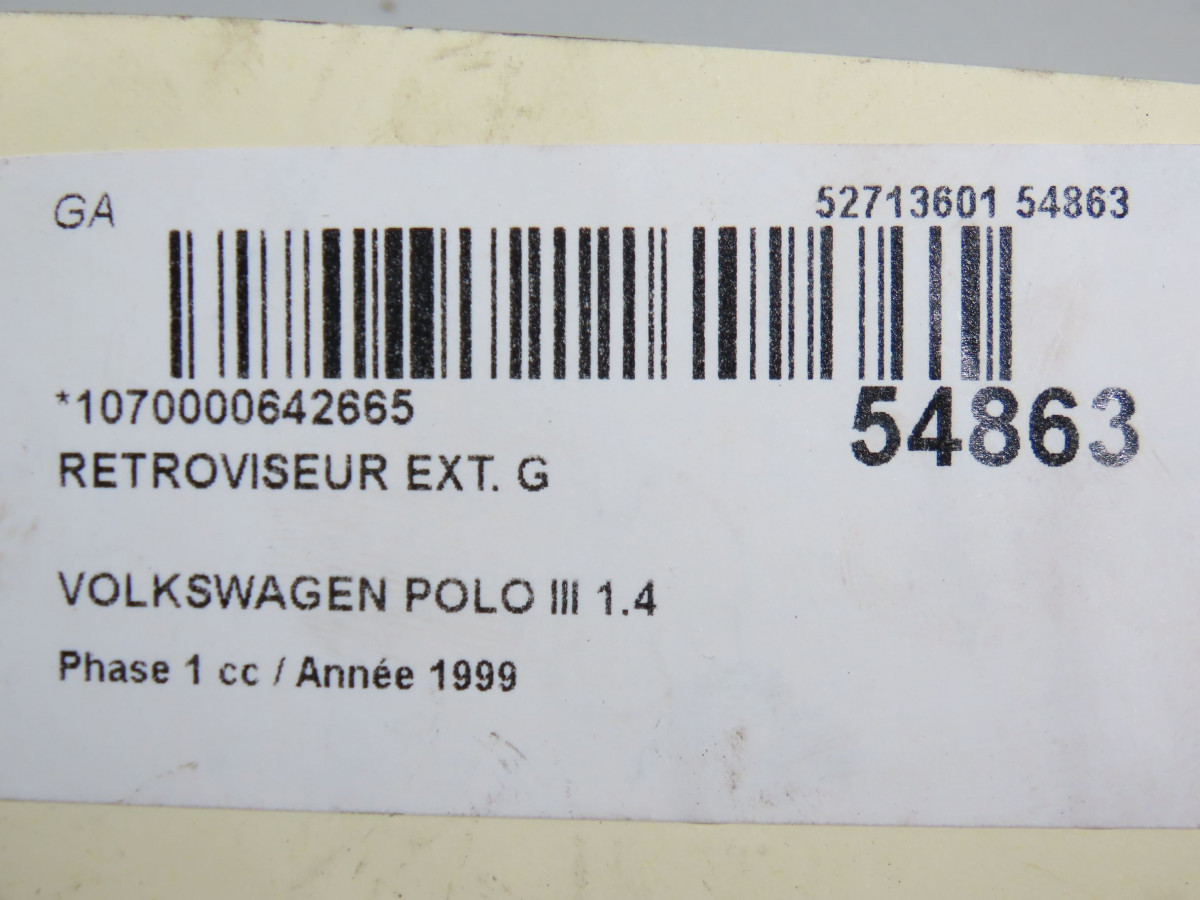 GA
52713601 54863
*1070000642665
54863
RETROVISEUR EXT. G
VOLKSWAGEN POLO III 1.4
Phase 1 cc / Année 1999